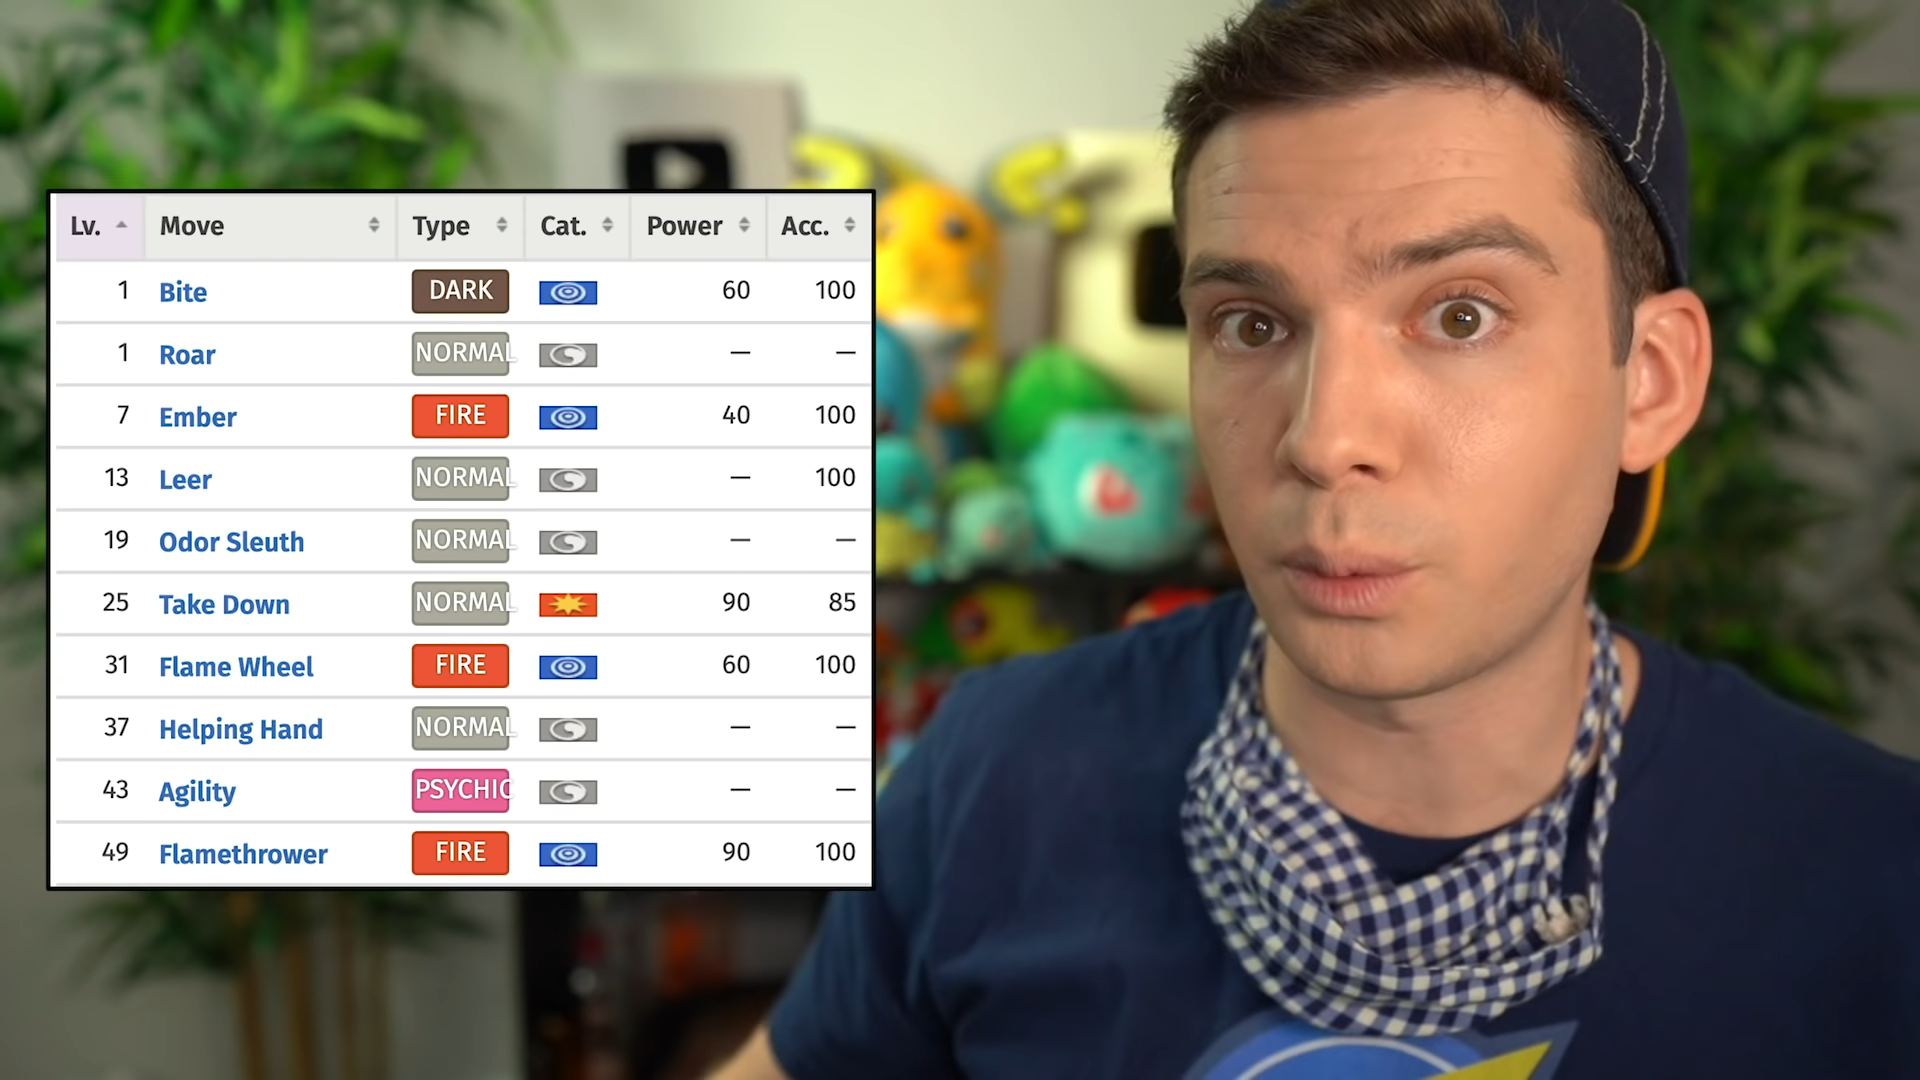 Lv. Move Type Cat. Power Acc.
1 Bite DARK 60 100
1 Roar NORMAL — —
7 Ember FIRE 40 100
13 Leer NORMAL — 100
19 Odor Sleuth NORMAL — —
25 Take Down NORMAL 90 85
31 Flame Wheel FIRE 60 100
37 Helping Hand NORMAL — —
43 Agility PSYCHIC — —
49 Flamethrower FIRE 90 100